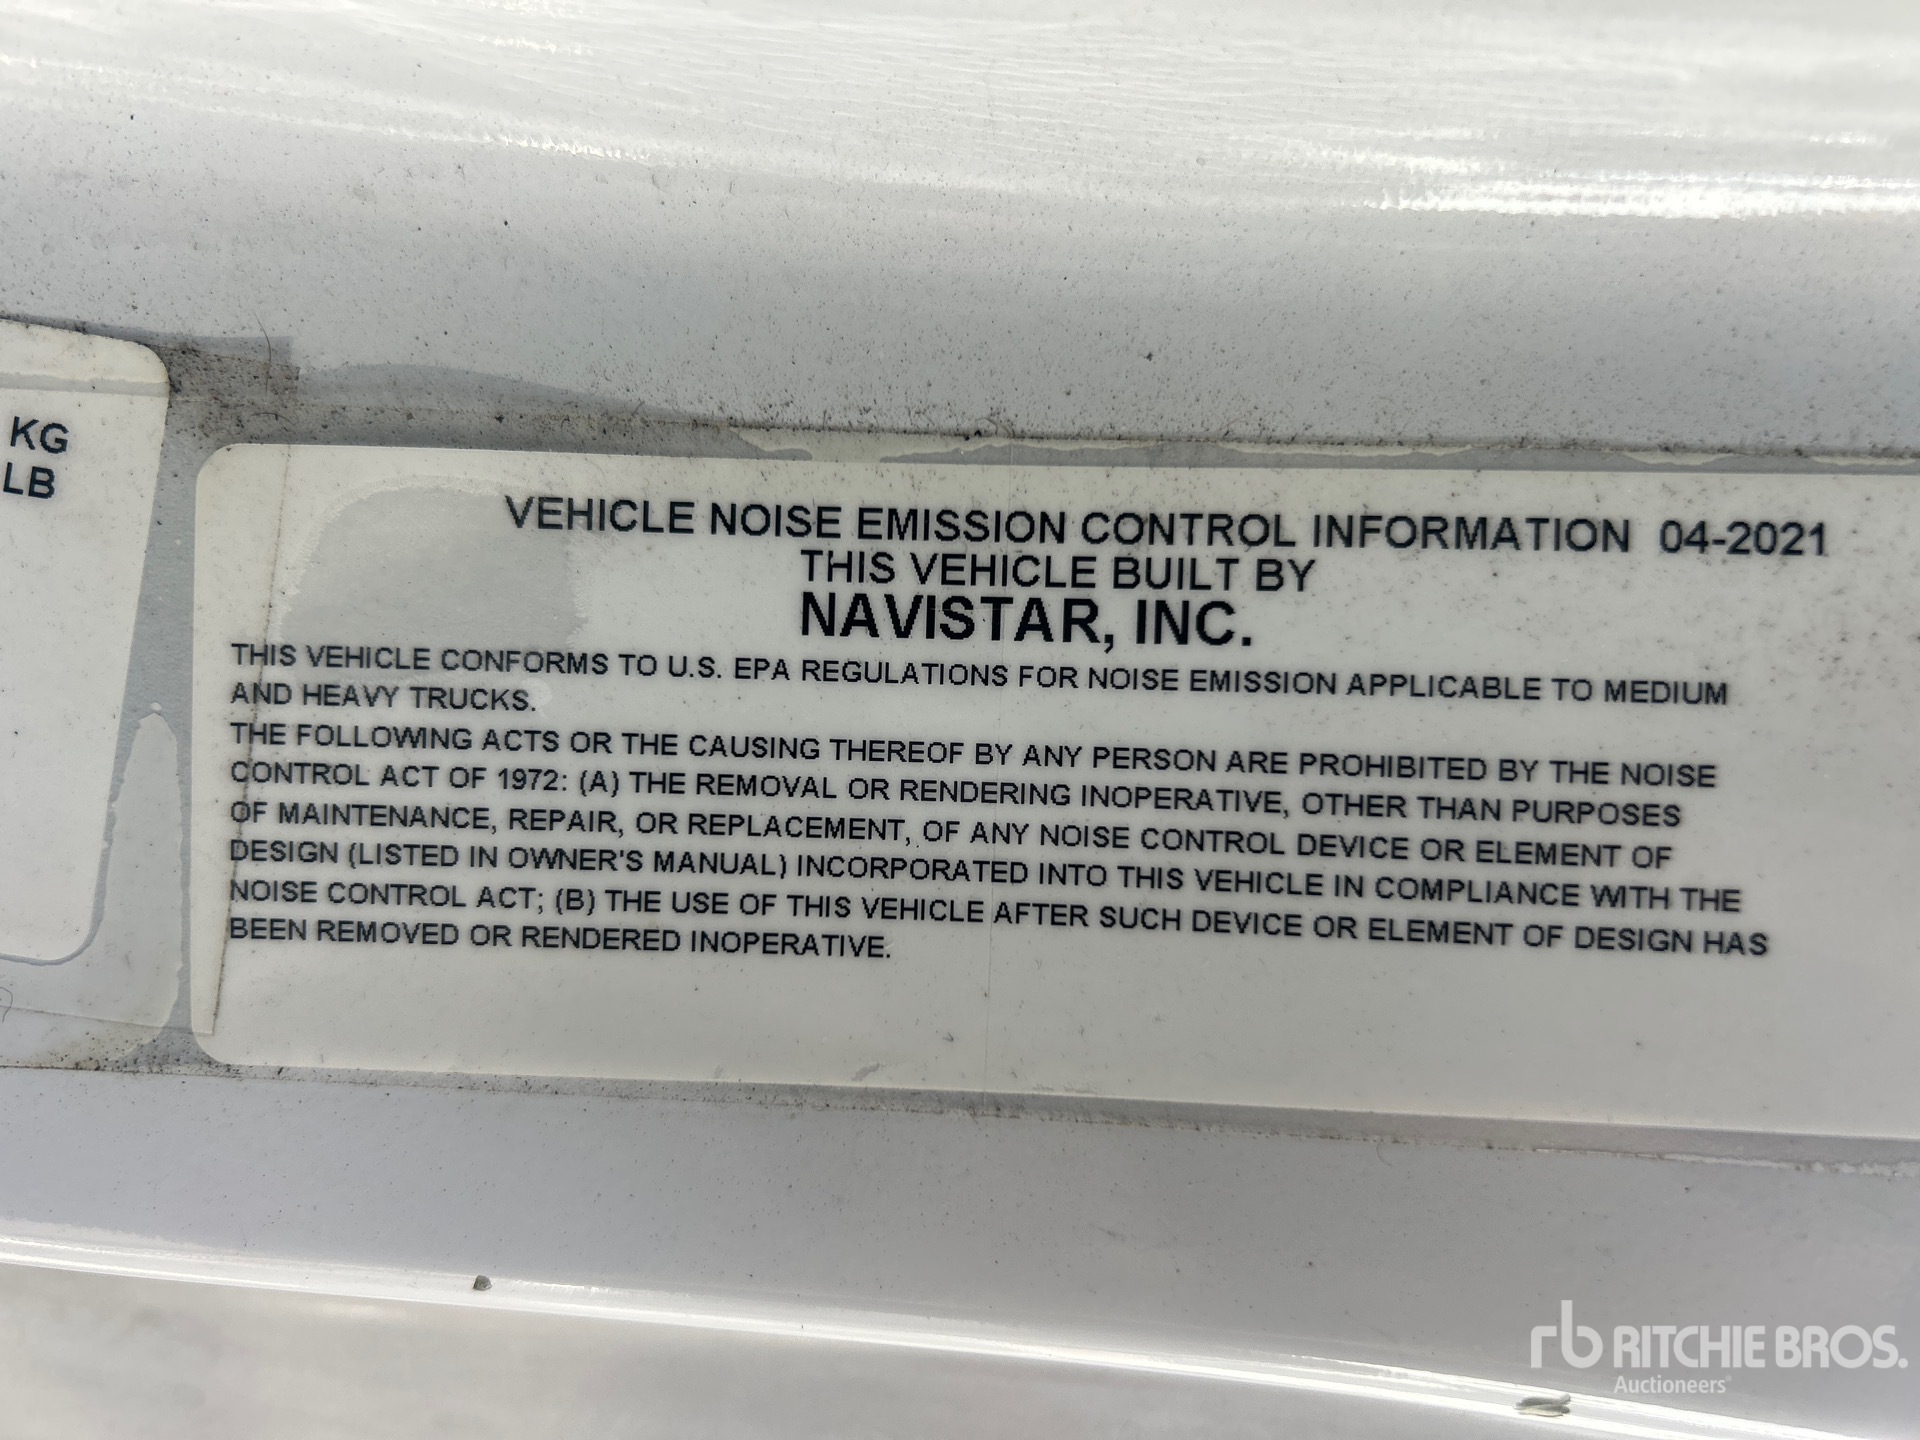 KG
LB
VEHICLE NOISE EMISSION CONTROL INFORMATION 04-2021
THIS VEHICLE BUILT BY
NAVISTAR, INC.
THIS VEHICLE CONFORMS TO U.S. EPA REGULATIONS FOR NOISE EMISSION APPLICABLE TO MEDIUM
AND HEAVY TRUCKS.
THE FOLLOWING ACTS OR THE CAUSING THEREOF BY ANY PERSON ARE PROHIBITED BY THE NOISE
CONTROL ACT OF 1972: (A) THE REMOVAL OR RENDERING INOPERATIVE, OTHER THAN PURPOSES
OF MAINTENANCE, REPAIR, OR REPLACEMENT, OF ANY NOISE CONTROL DEVICE OR ELEMENT OF
DESIGN (LISTED IN OWNER'S MANUAL) INCORPORATED INTO THIS VEHICLE IN COMPLIANCE WITH THE
NOISE CONTROL ACT; (B) THE USE OF THIS VEHICLE AFTER SUCH DEVICE OR ELEMENT OF DESIGN HAS
BEEN REMOVED OR RENDERED INOPERATIVE.
rb RITCHIE BROS.
Auctioneers